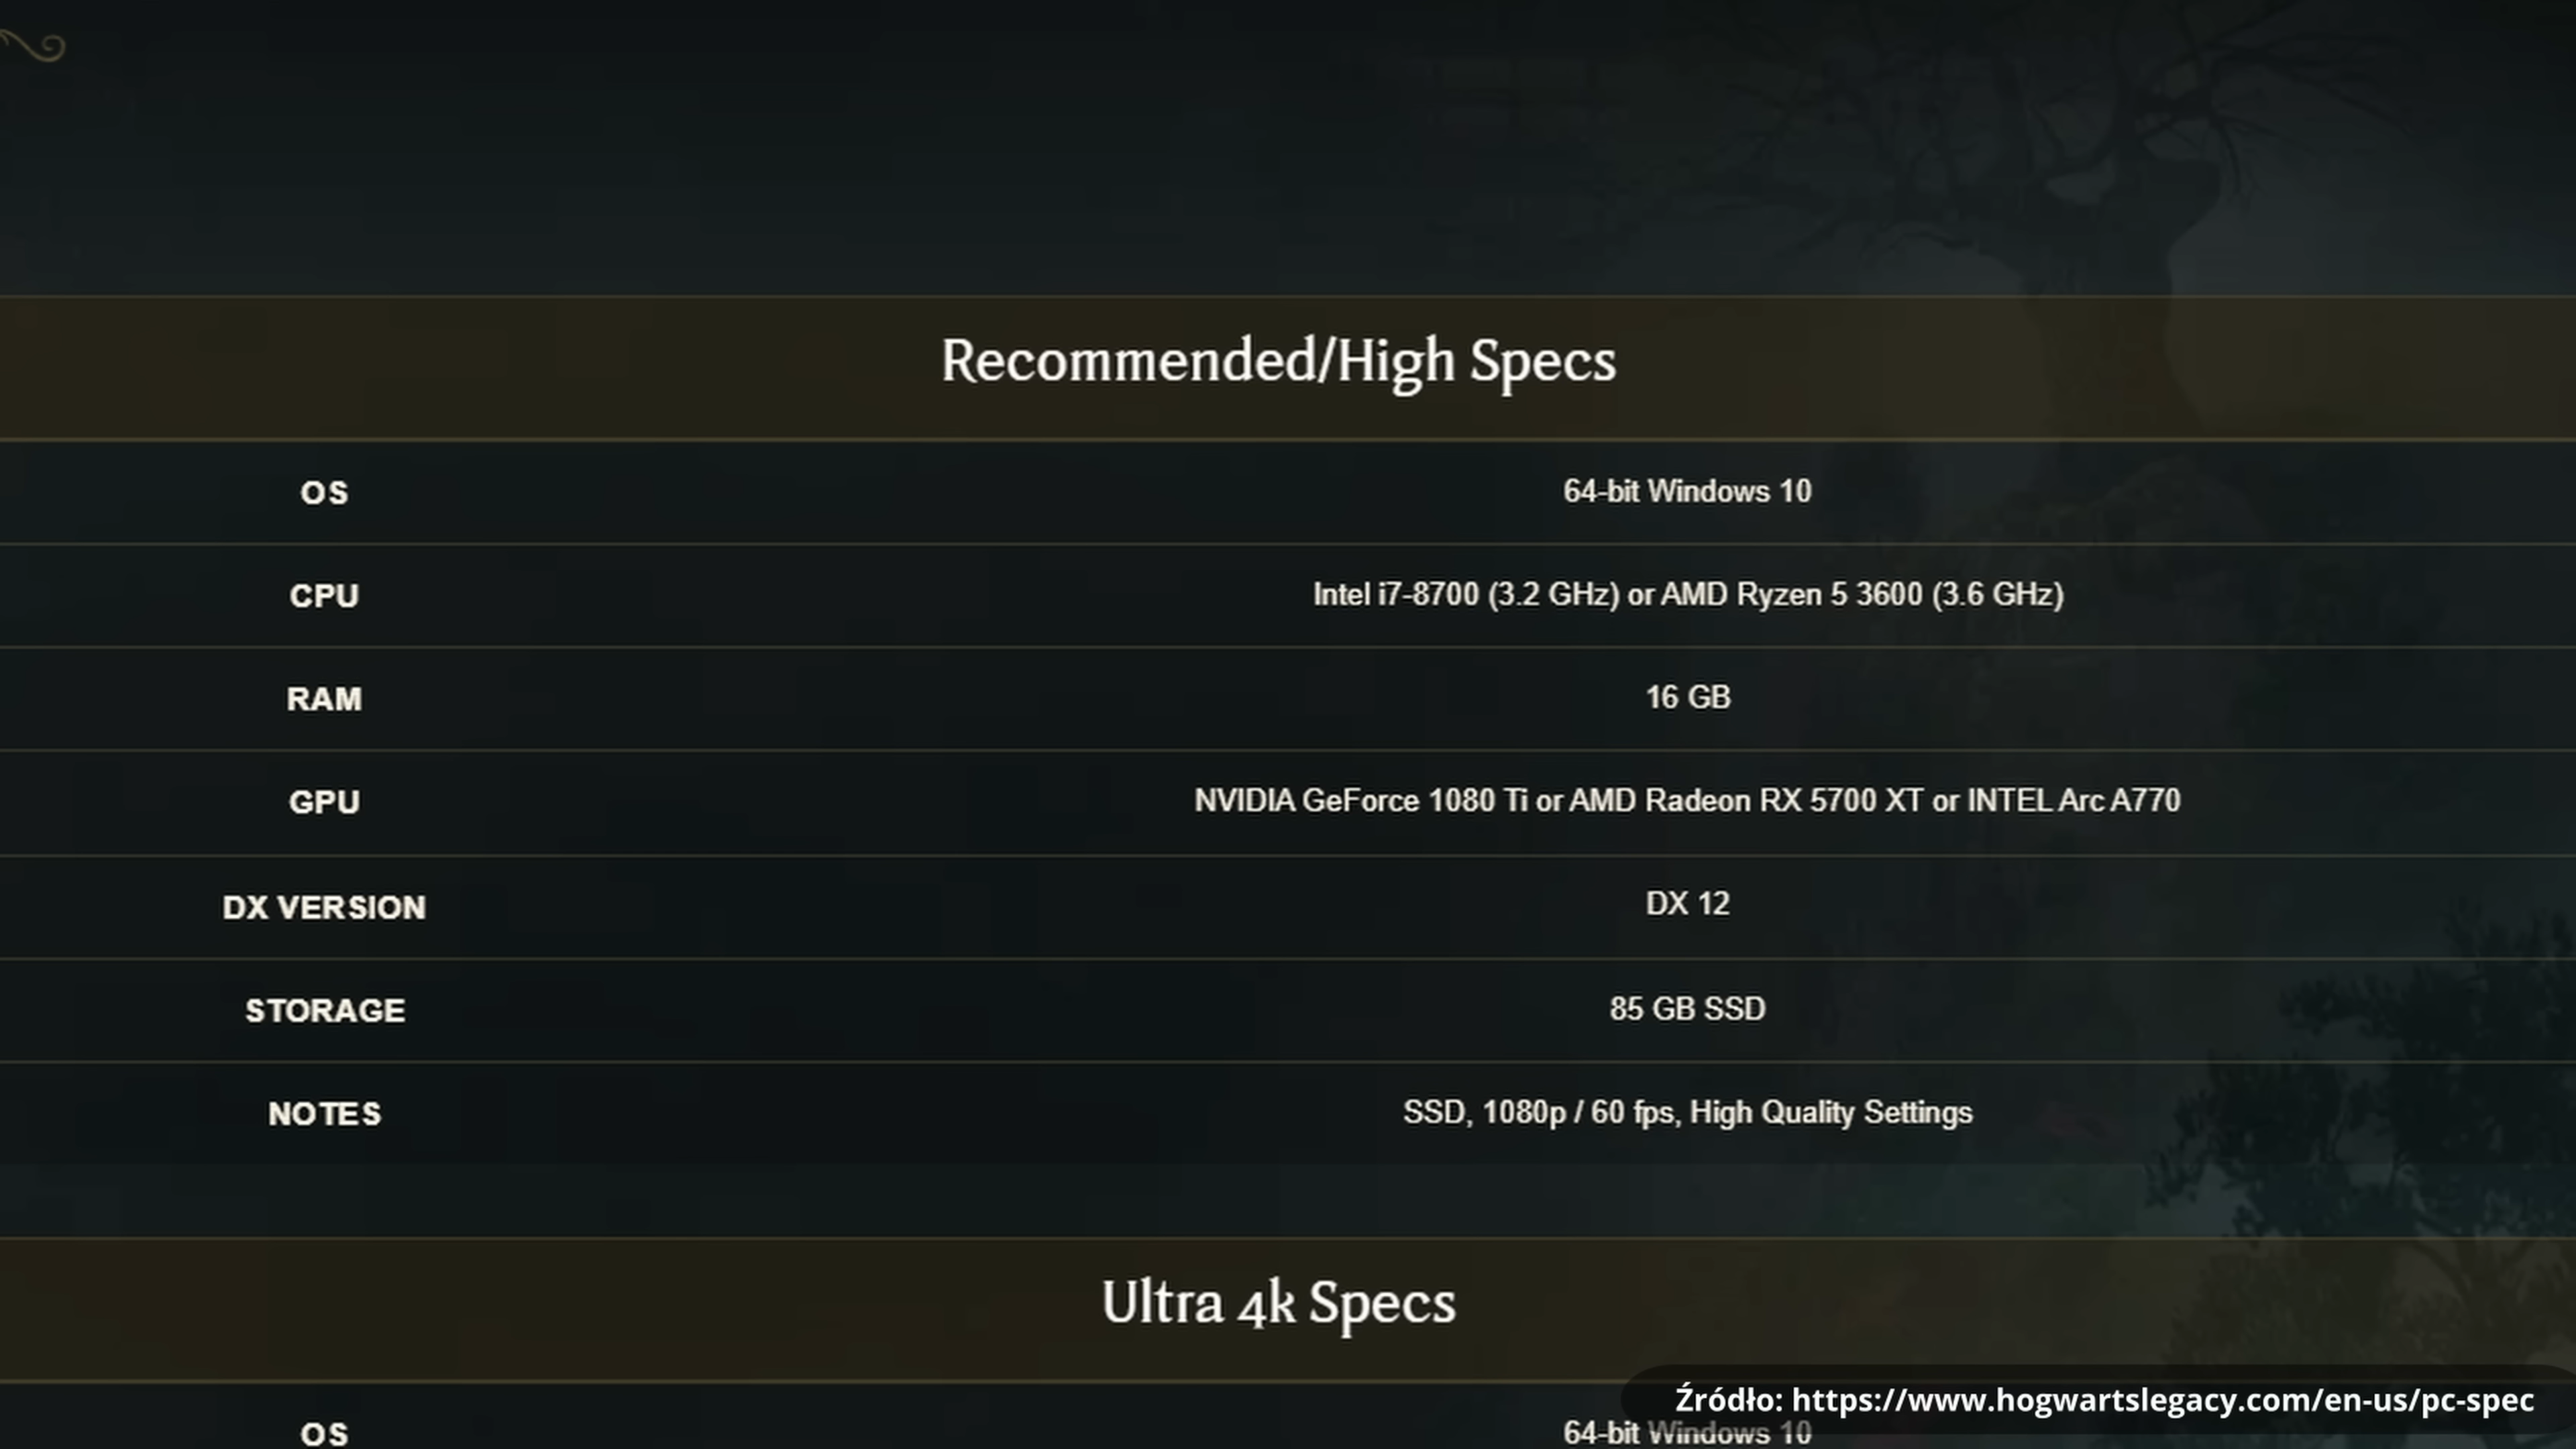 Recommended/High Specs
OS 64-bit Windows 10
CPU Intel i7-8700 (3.2 GHz) or AMD Ryzen 5 3600 (3.6 GHz)
RAM 16 GB
GPU NVIDIA GeForce 1080 Ti or AMD Radeon RX 5700 XT or INTEL Arc A770
DX VERSION DX 12
STORAGE 85 GB SSD
NOTES SSD, 1080p / 60 fps, High Quality Settings
Ultra 4k Specs
Źródło: https://www.hogwartslegacy.com/en-us/pc-spec
OS 64-bit Windows 10